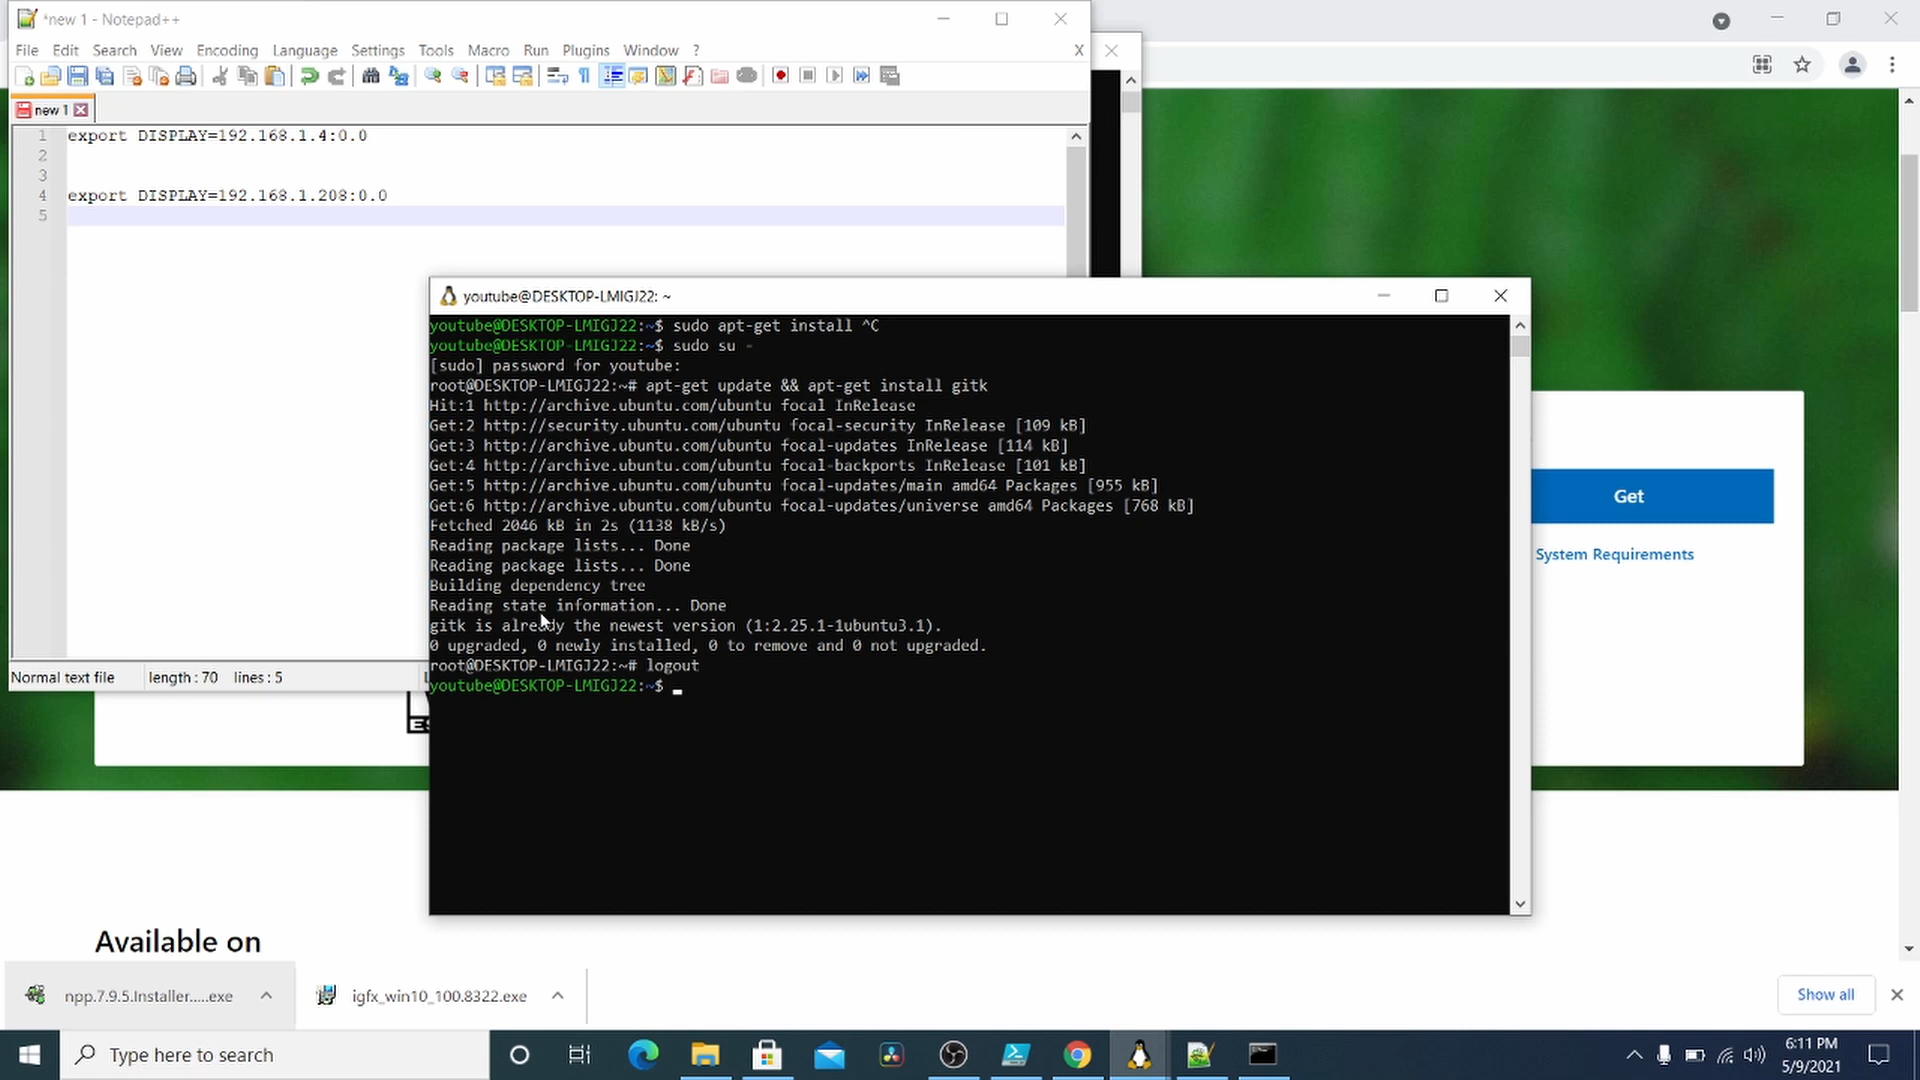 *new 1 - Notepad++
File Edit Search View Encoding Language Settings Tools Macro Run Plugins Window ? X
new 1
1 export DISPLAY=192.168.1.4:0.0
2
3
4 export DISPLAY=192.168.1.208:0.0
5
Normal text file length : 70 lines : 5
youtube@DESKTOP-LMIGJ22: ~
youtube@DESKTOP-LMIGJ22:~$ sudo apt-get install ^C
youtube@DESKTOP-LMIGJ22:~$ sudo su -
[sudo] password for youtube:
root@DESKTOP-LMIGJ22:~# apt-get update && apt-get install gitk
Hit:1 http://archive.ubuntu.com/ubuntu focal InRelease
Get:2 http://security.ubuntu.com/ubuntu focal-security InRelease [109 kB]
Get:3 http://archive.ubuntu.com/ubuntu focal-updates InRelease [114 kB]
Get:4 http://archive.ubuntu.com/ubuntu focal-backports InRelease [101 kB]
Get:5 http://archive.ubuntu.com/ubuntu focal-updates/main amd64 Packages [955 kB]
Get:6 http://archive.ubuntu.com/ubuntu focal-updates/universe amd64 Packages [768 kB]
Fetched 2046 kB in 2s (1138 kB/s)
Reading package lists... Done
Reading package lists... Done
Building dependency tree
Reading state information... Done
gitk is already the newest version (1:2.25.1-1ubuntu3.1).
0 upgraded, 0 newly installed, 0 to remove and 0 not upgraded.
root@DESKTOP-LMIGJ22:~# logout
youtube@DESKTOP-LMIGJ22:~$
Get
System Requirements
Available on
npp.7.9.5.Installer.....exe
igfx_win10_100.8322.exe
Show all
Type here to search
6:11 PM
5/9/2021